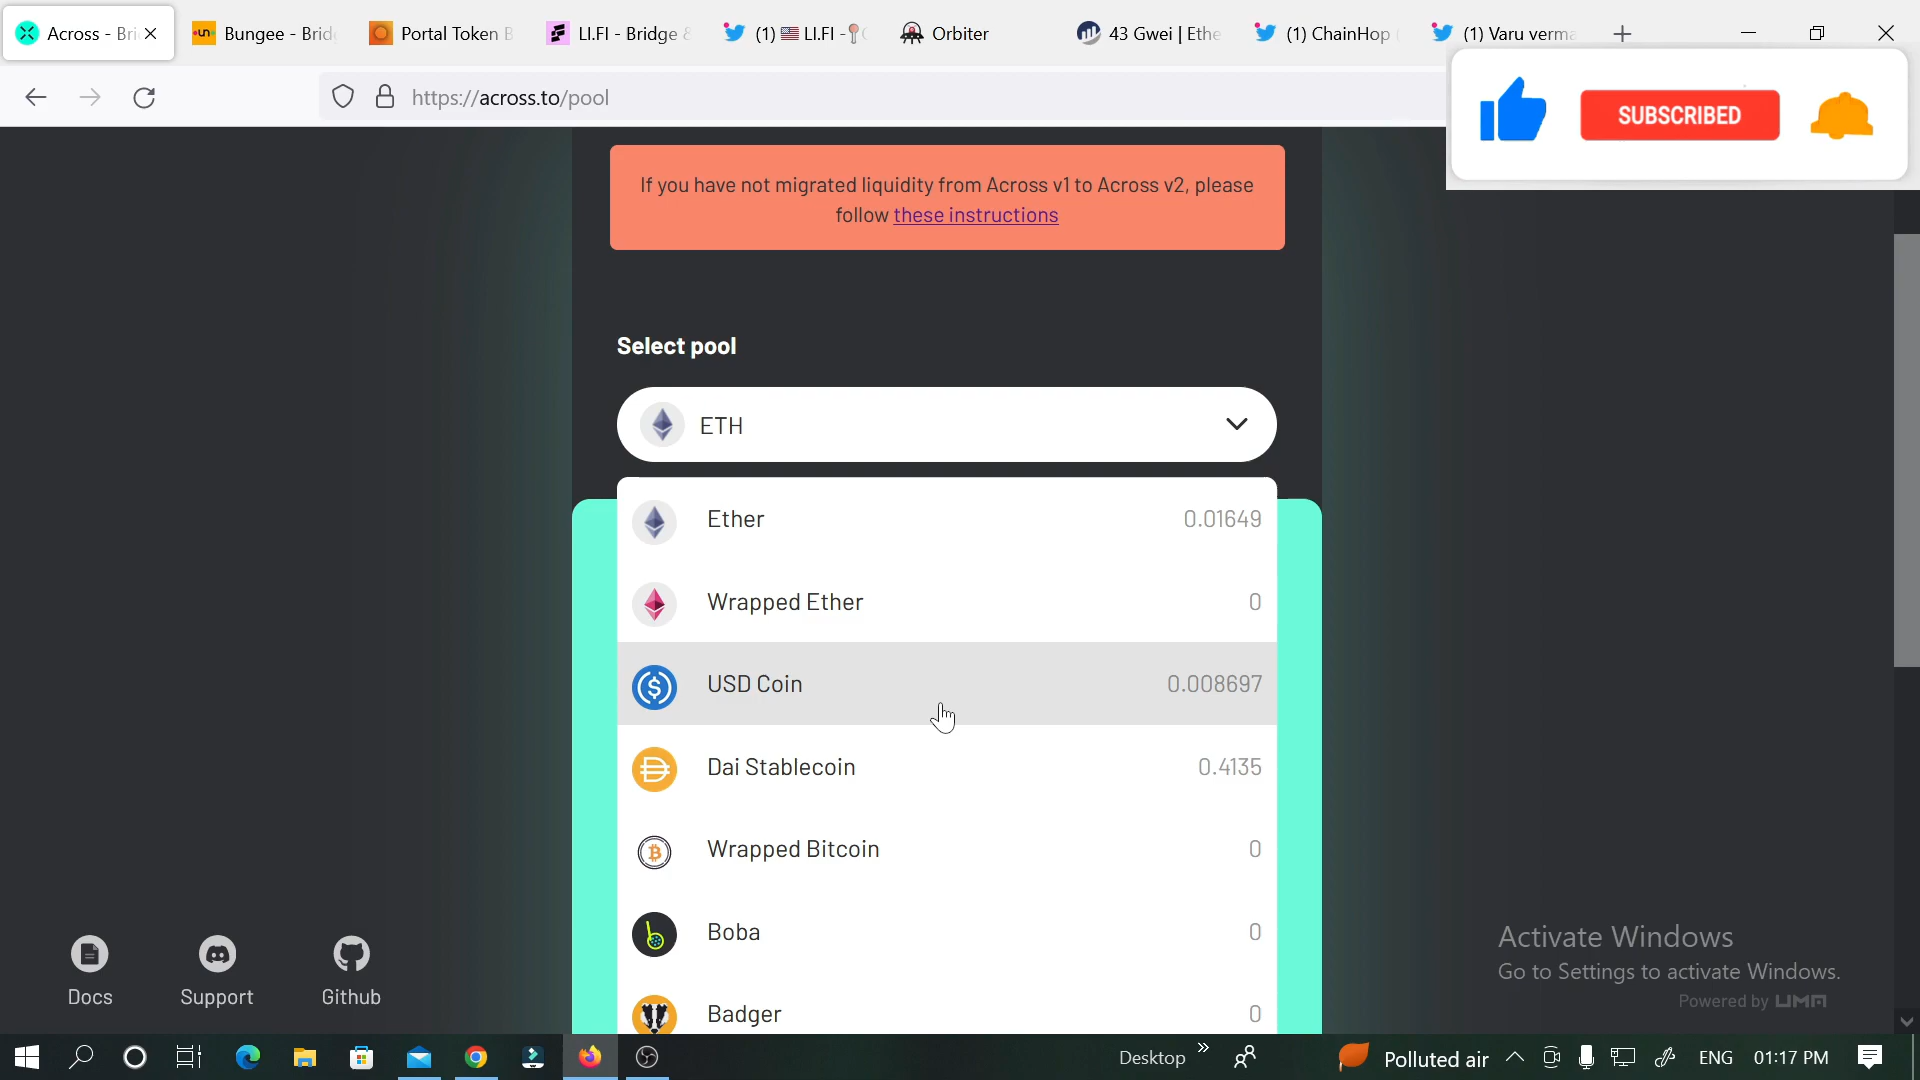 Across - Bri
Bungee - Brid
Portal Token B
LI.FI - Bridge &
(1) LI.FI -
Orbiter
43 Gwei | Ethe
(1) ChainHop
(1) Varu verma
https://across.to/pool
SUBSCRIBED
If you have not migrated liquidity from Across v1 to Across v2, please
follow these instructions
Select pool
ETH
Ether 0.01649
Wrapped Ether 0
USD Coin 0.008697
Dai Stablecoin 0.4135
Wrapped Bitcoin 0
Boba 0
Badger 0
Docs
Support
Github
Activate Windows
Go to Settings to activate Windows.
Powered by UMA
Desktop
Polluted air
ENG
01:17 PM